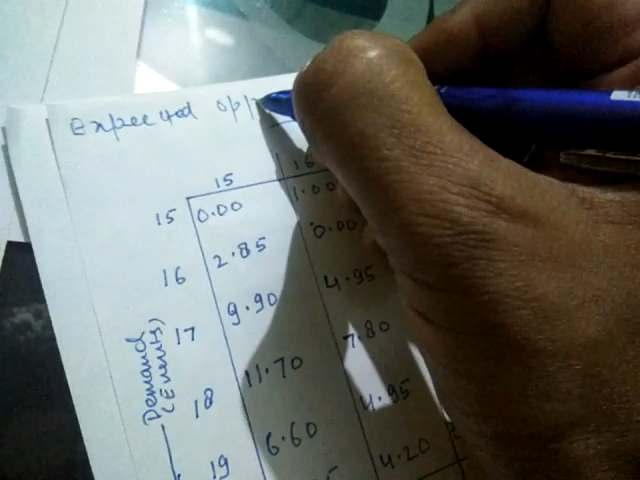 Expected opp
15 16
15 0.00 1.00
16 2.85 0.00
17 9.90 4.95
18 11.70 7.80
19 6.60 4.95
4.20
Demand
(Events)